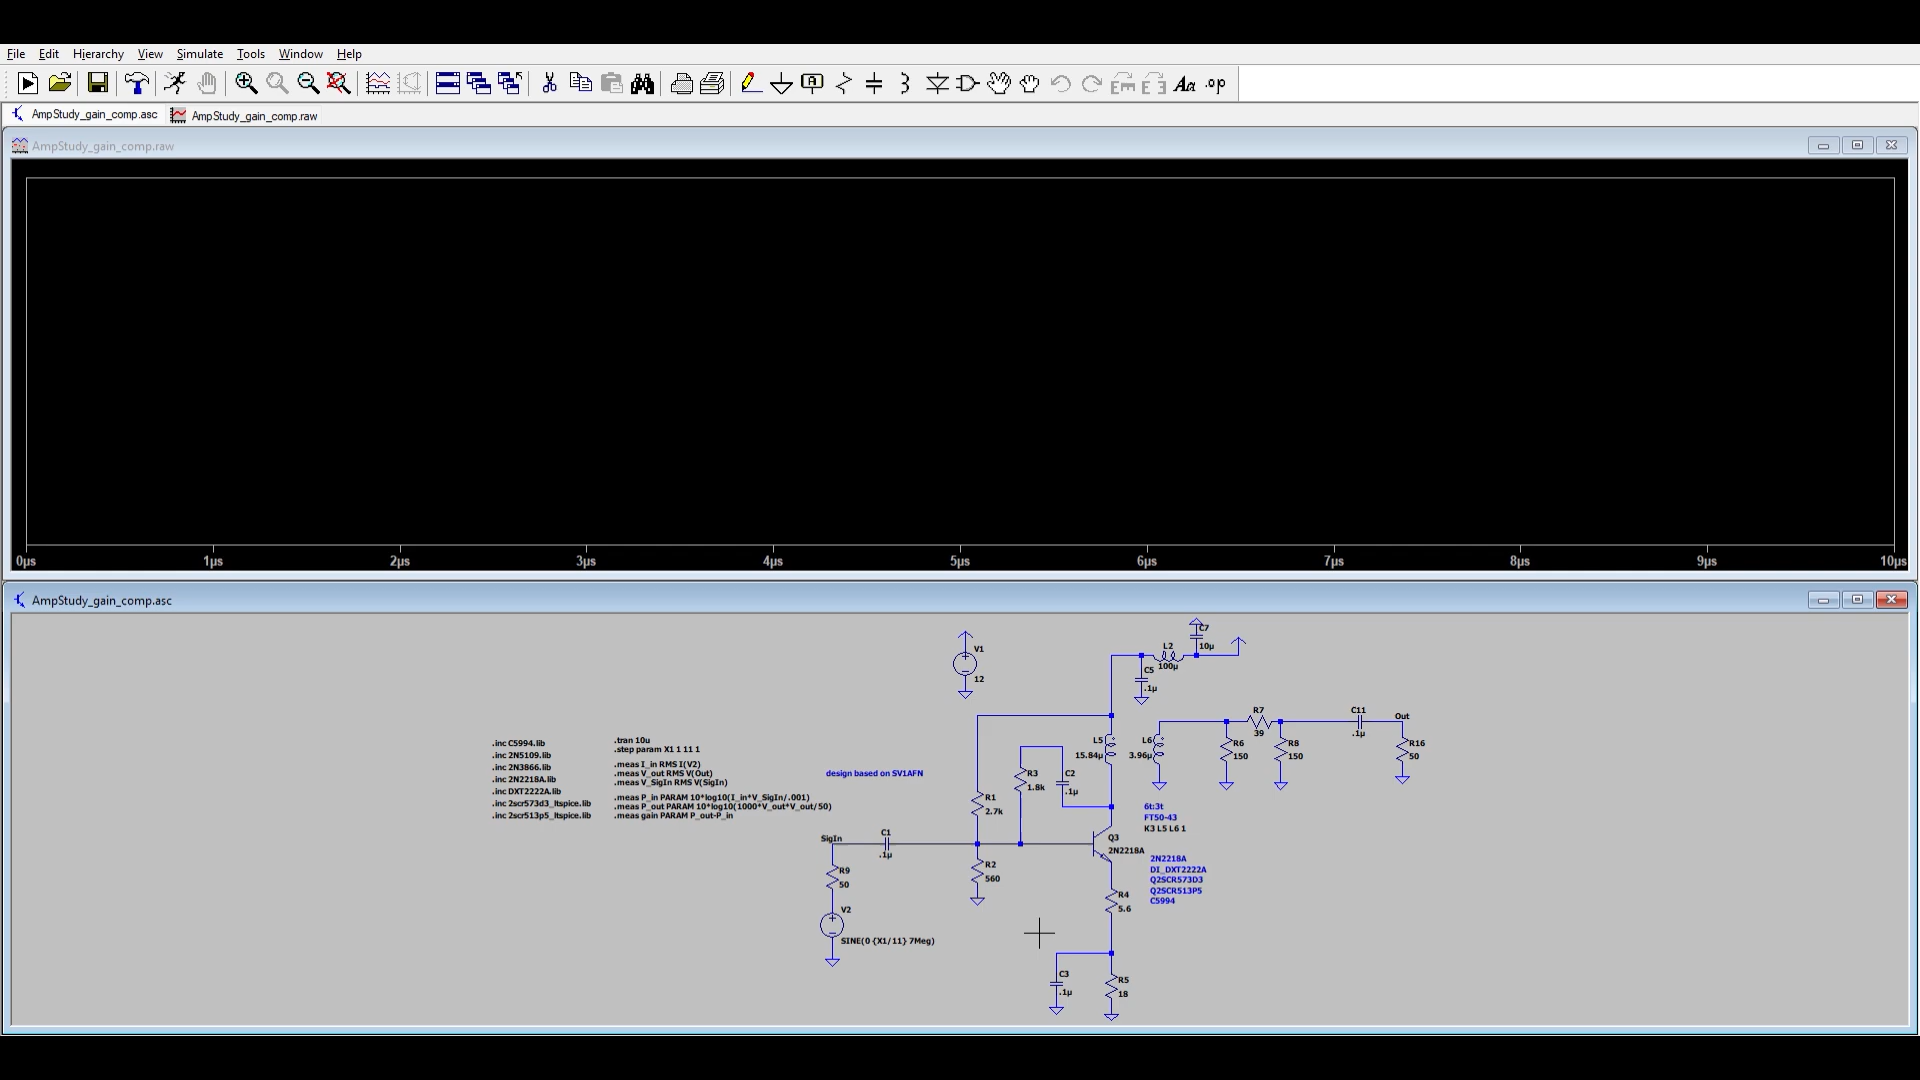 File Edit Hierarchy View Simulate Tools Window Help
.op
AmpStudy_gain_comp.asc AmpStudy_gain_comp.raw
AmpStudy_gain_comp.raw
0µs 1µs 2µs 3µs 4µs 5µs 6µs 7µs 8µs 9µs 10µs
AmpStudy_gain_comp.asc
.inc C5994.lib
.inc 2N5109.lib
.inc 2N3866.lib
.inc 2N2218A.lib
.inc DXT2222A.lib
.inc 2scr573d3_ltspice.lib
.inc 2scr513p5_ltspice.lib
.tran 10u
.step param X1 1 11 1
.meas I_in RMS I(V2)
.meas V_out RMS V(Out)
.meas V_SigIn RMS V(SigIn)
.meas P_in PARAM 10*log10(I_in*V_SigIn/.001)
.meas P_out PARAM 10*log10(1000*V_out*V_out/50)
.meas gain PARAM P_out-P_in
design based on SV1AFN
V1
12
C7
10µ
L2
100µ
C5
.1µ
L5
15.84µ
L6
3.96µ
R7
39
R6
150
R8
150
C11
.1µ
Out
R16
50
R3
1.8k
C2
.1µ
R1
2.7k
6t:3t
FT50-43
K3 L5 L6 1
SigIn
C1
.1µ
Q3
2N2218A
R2
560
R9
50
2N2218A
DI_DXT2222A
Q2SCR573D3
Q2SCR513P5
C5994
R4
5.6
V2
SINE(0 {X1/11} 7Meg)
C3
.1µ
R5
18